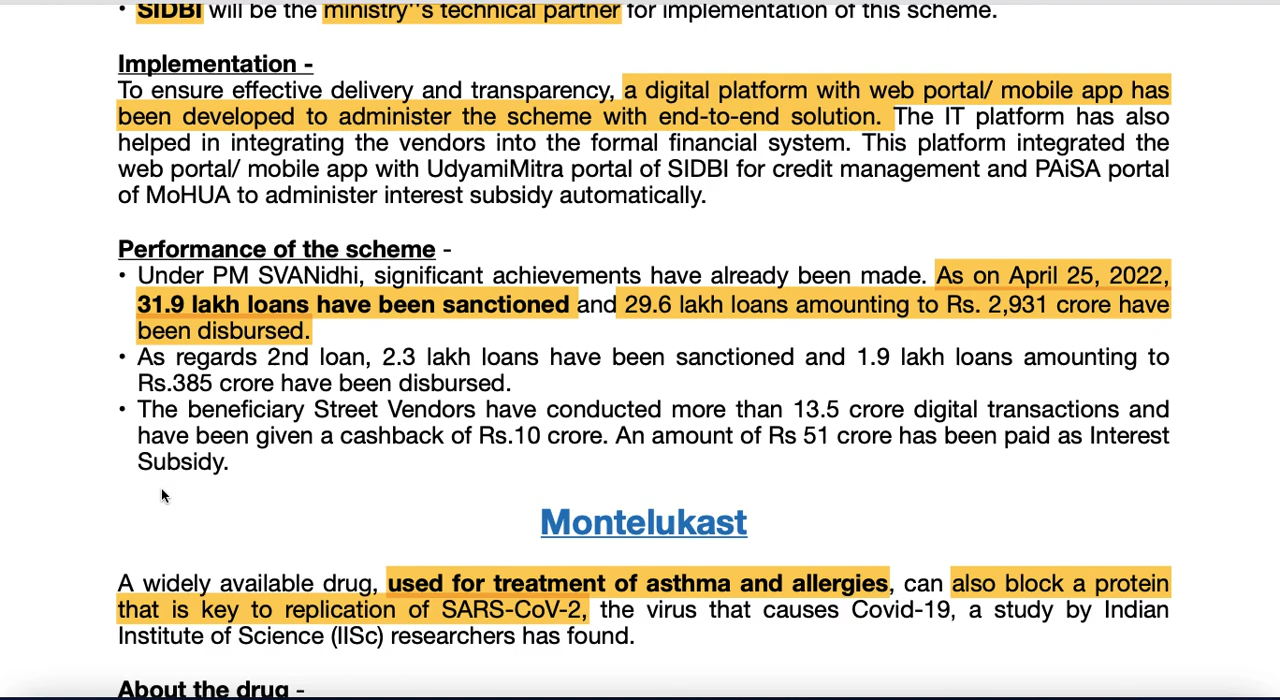 • SIDBI will be the ministry''s technical partner for implementation of this scheme.
Implementation -
To ensure effective delivery and transparency, a digital platform with web portal/ mobile app has
been developed to administer the scheme with end-to-end solution. The IT platform has also
helped in integrating the vendors into the formal financial system. This platform integrated the
web portal/ mobile app with UdyamiMitra portal of SIDBI for credit management and PAiSA portal
of MoHUA to administer interest subsidy automatically.
Performance of the scheme -
• Under PM SVANidhi, significant achievements have already been made. As on April 25, 2022,
31.9 lakh loans have been sanctioned and 29.6 lakh loans amounting to Rs. 2,931 crore have
been disbursed.
• As regards 2nd loan, 2.3 lakh loans have been sanctioned and 1.9 lakh loans amounting to
Rs.385 crore have been disbursed.
• The beneficiary Street Vendors have conducted more than 13.5 crore digital transactions and
have been given a cashback of Rs.10 crore. An amount of Rs 51 crore has been paid as Interest
Subsidy.
Montelukast
A widely available drug, used for treatment of asthma and allergies, can also block a protein
that is key to replication of SARS-CoV-2, the virus that causes Covid-19, a study by Indian
Institute of Science (IISc) researchers has found.
About the drug -